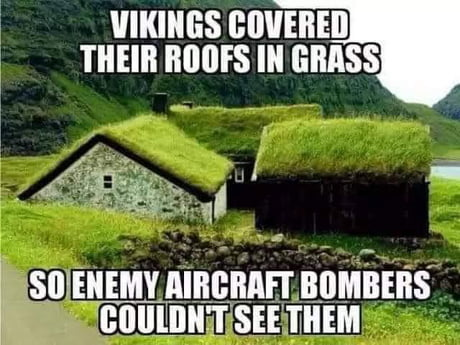 VIKINGS COVERED
THEIR ROOFS IN GRASS
SO ENEMY AIRCRAFT BOMBERS
COULDN'T SEE THEM